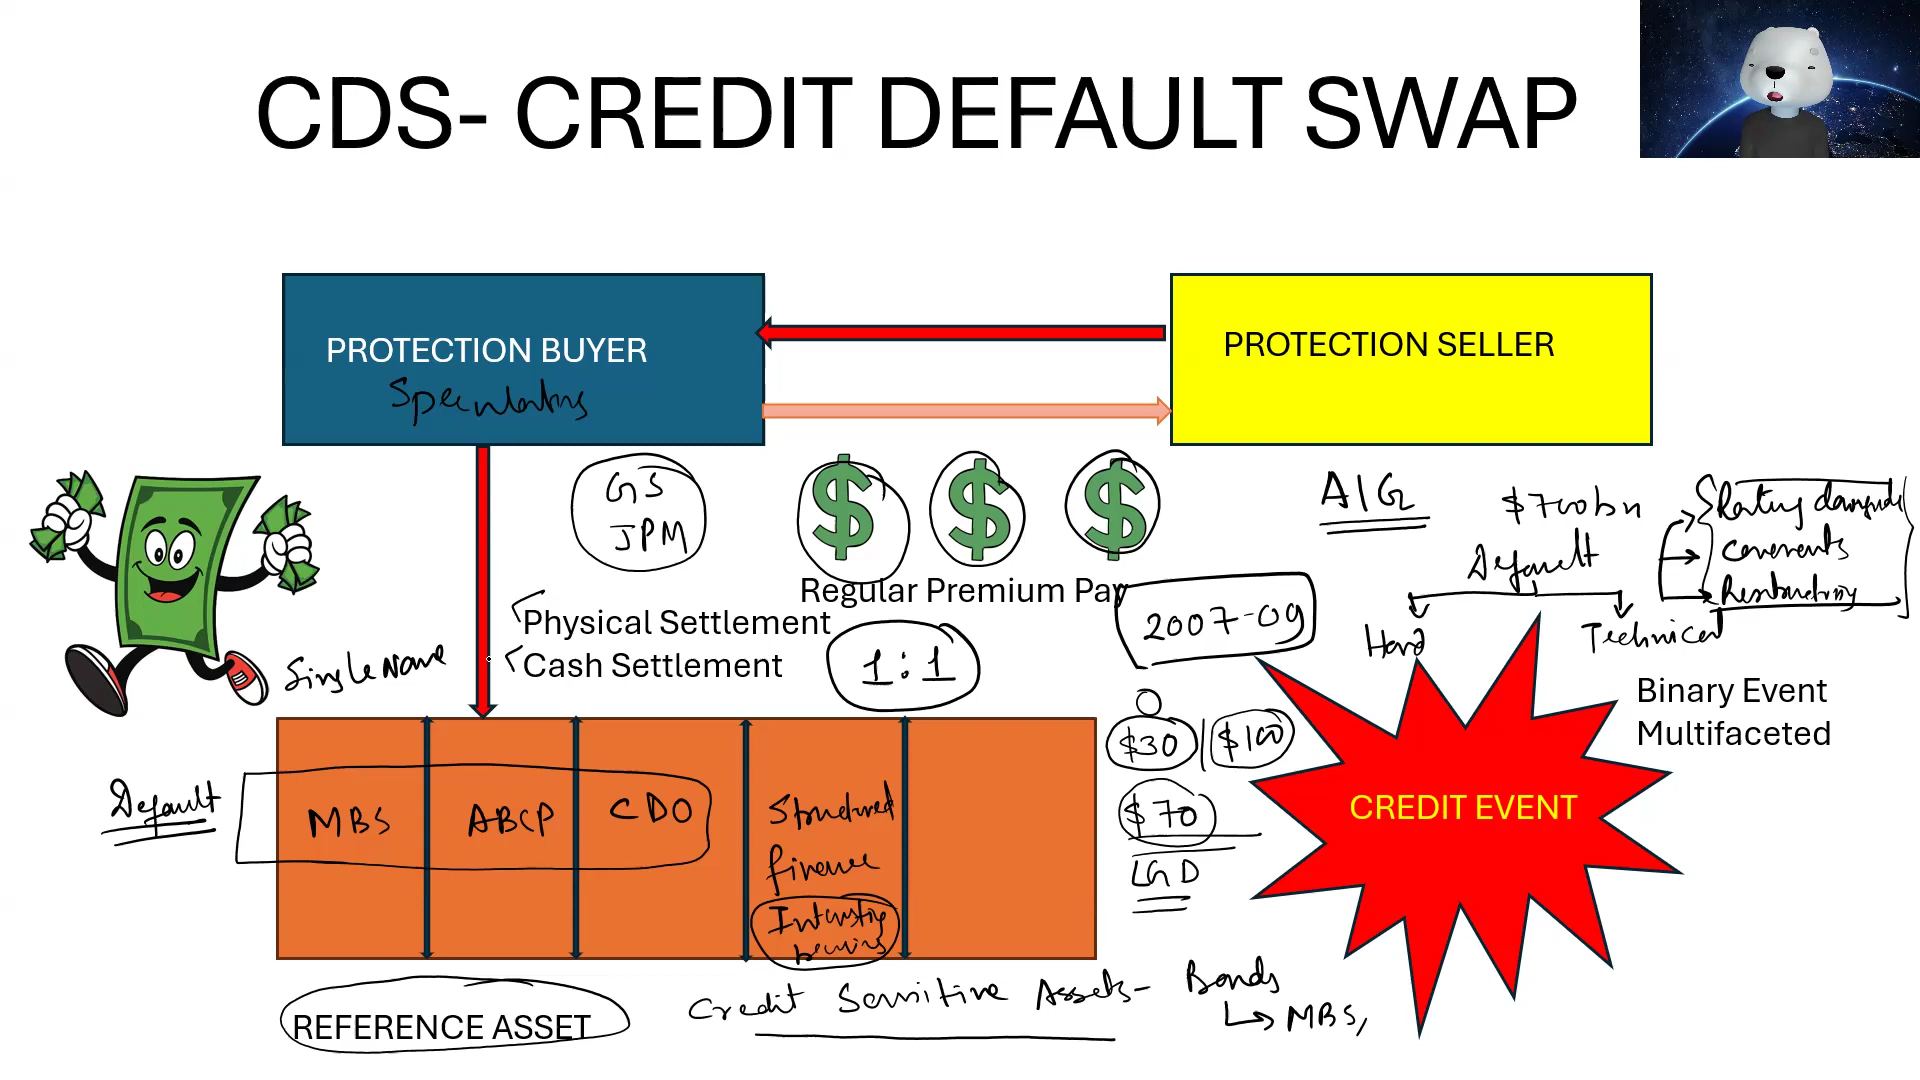 CDS- CREDIT DEFAULT SWAP
PROTECTION BUYER
Speculators
PROTECTION SELLER
GS
JPM
Regular Premium Pay
Physical Settlement
Cash Settlement
1:1
2007-09
AIG
$700bn
Default
Hard
Technical
Rating
Covenants
Restructuring
Binary Event
Multifaceted
Single Name
Default
MBS
ABCP
CDO
Structured
finance
$30 | $100
$70
LGD
CREDIT EVENT
REFERENCE ASSET
Credit Sensitive Assets- Bonds
MBS,